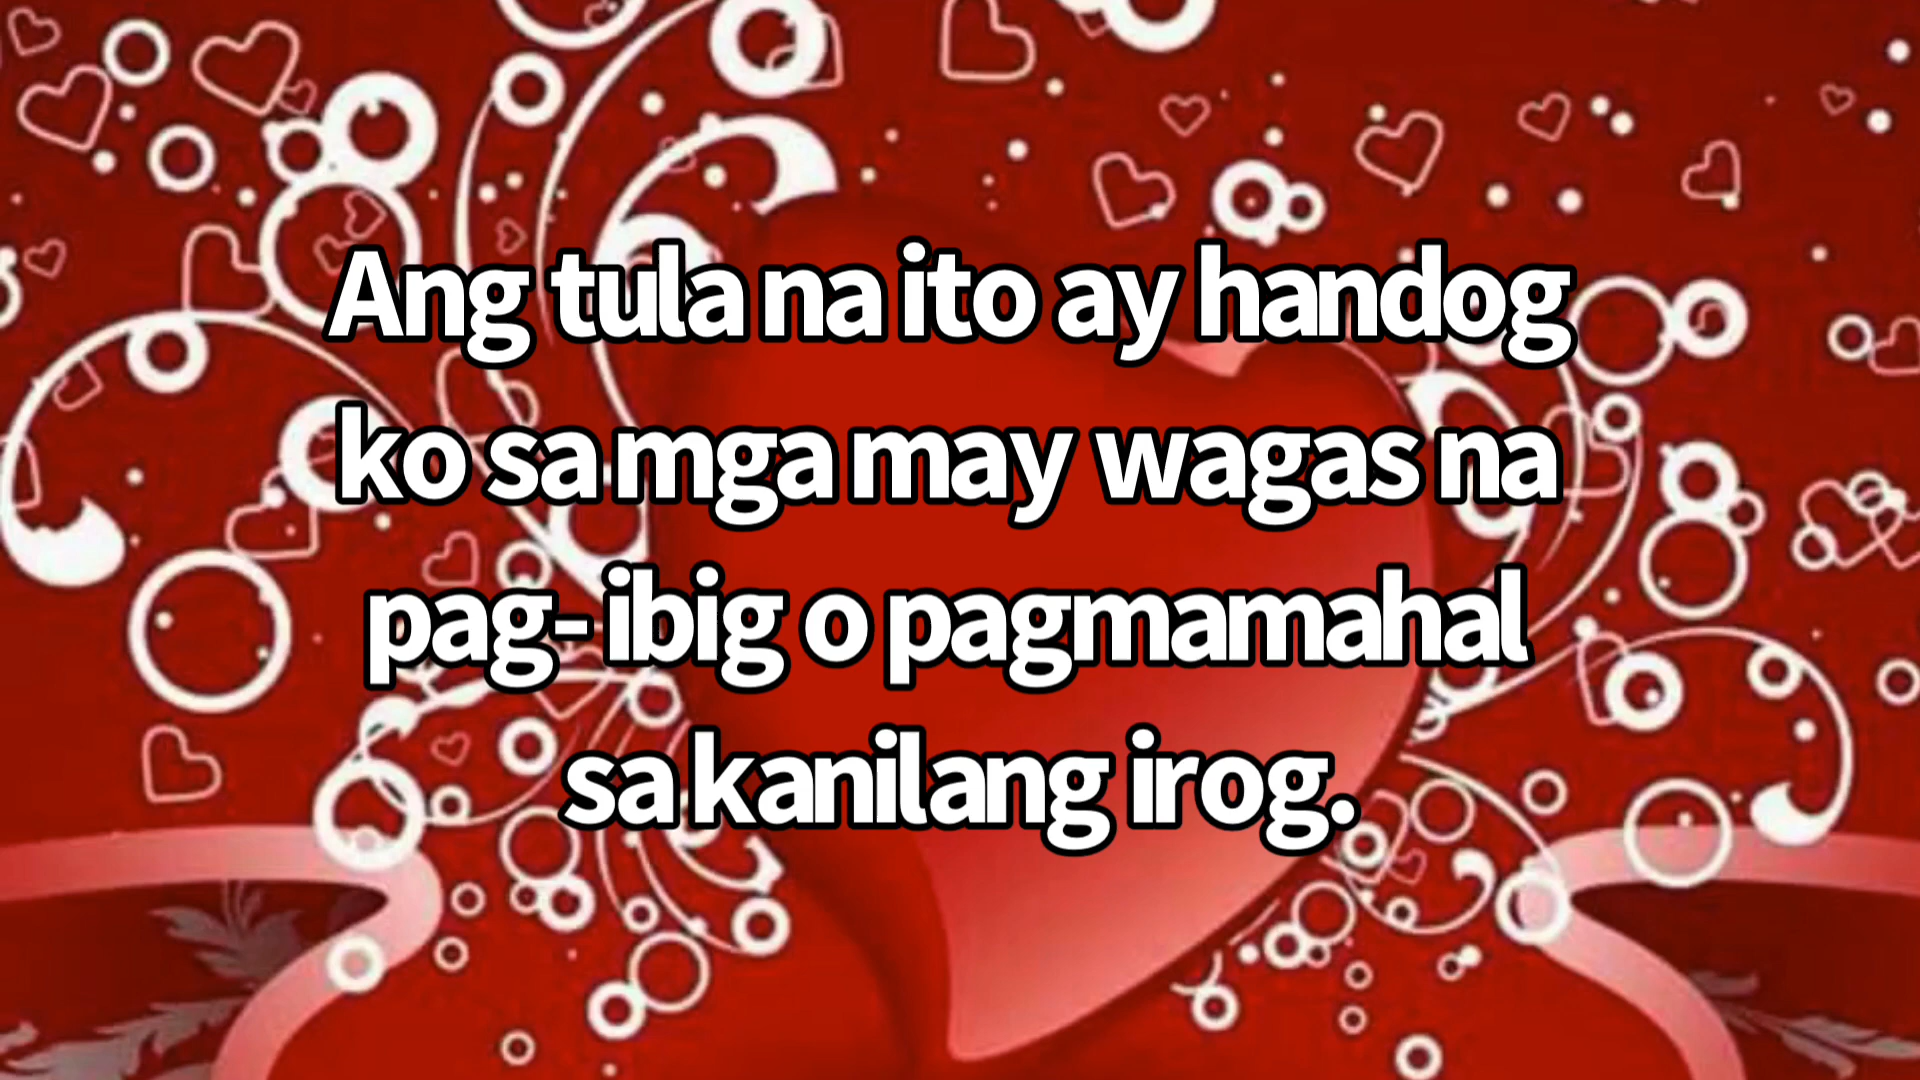 Ang tula na ito ay handog
ko sa mga may wagas na
pag-ibig o pagmamahal
sa kanilang irog.